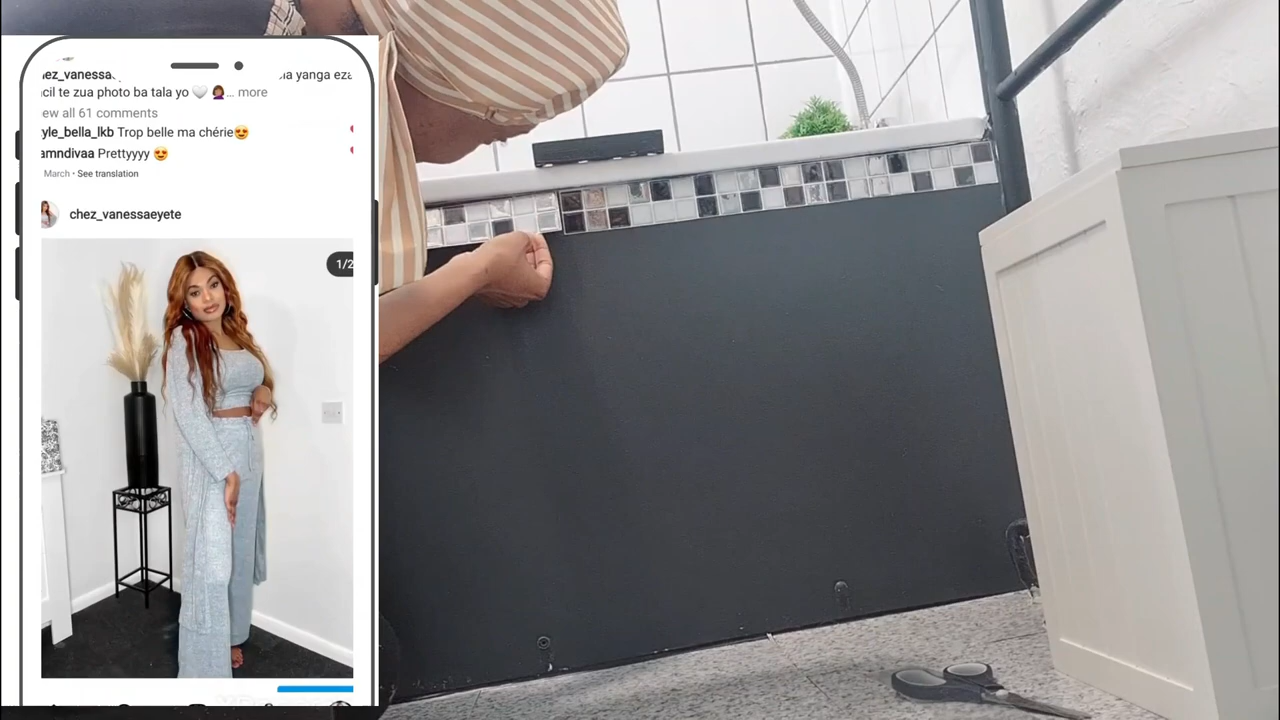 ez_vanessa
ia yanga eza
cil te zua photo ba tala yo 🤍 🤦🏾‍♀️... more
ew all 61 comments
yle_bella_lkb Trop belle ma chérie😍
amndivaa Prettyyyy 😍
March • See translation
chez_vanessaeyete
1/2